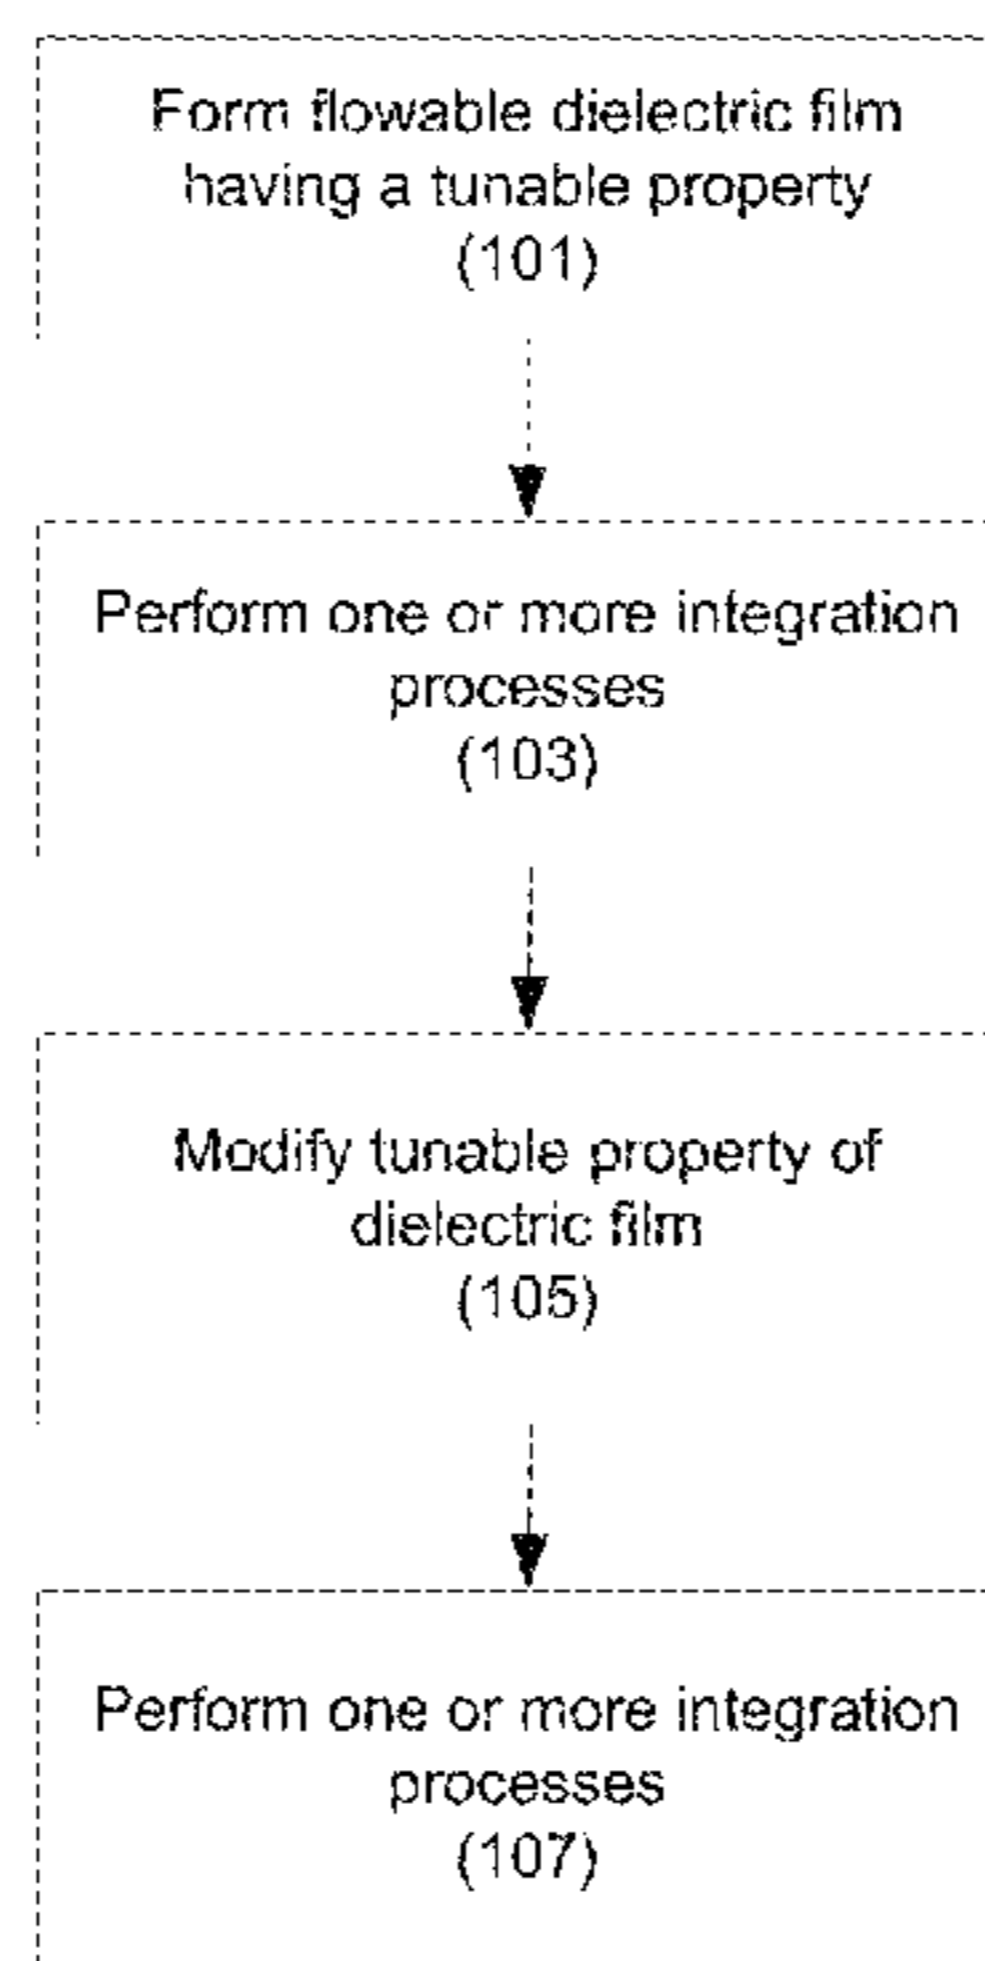 Form flowable dielectric film
having a tunable property
(101)
Perform one or more integration
processes
(103)
Modify tunable property of
dielectric film
(105)
Perform one or more integration
processes
(107)